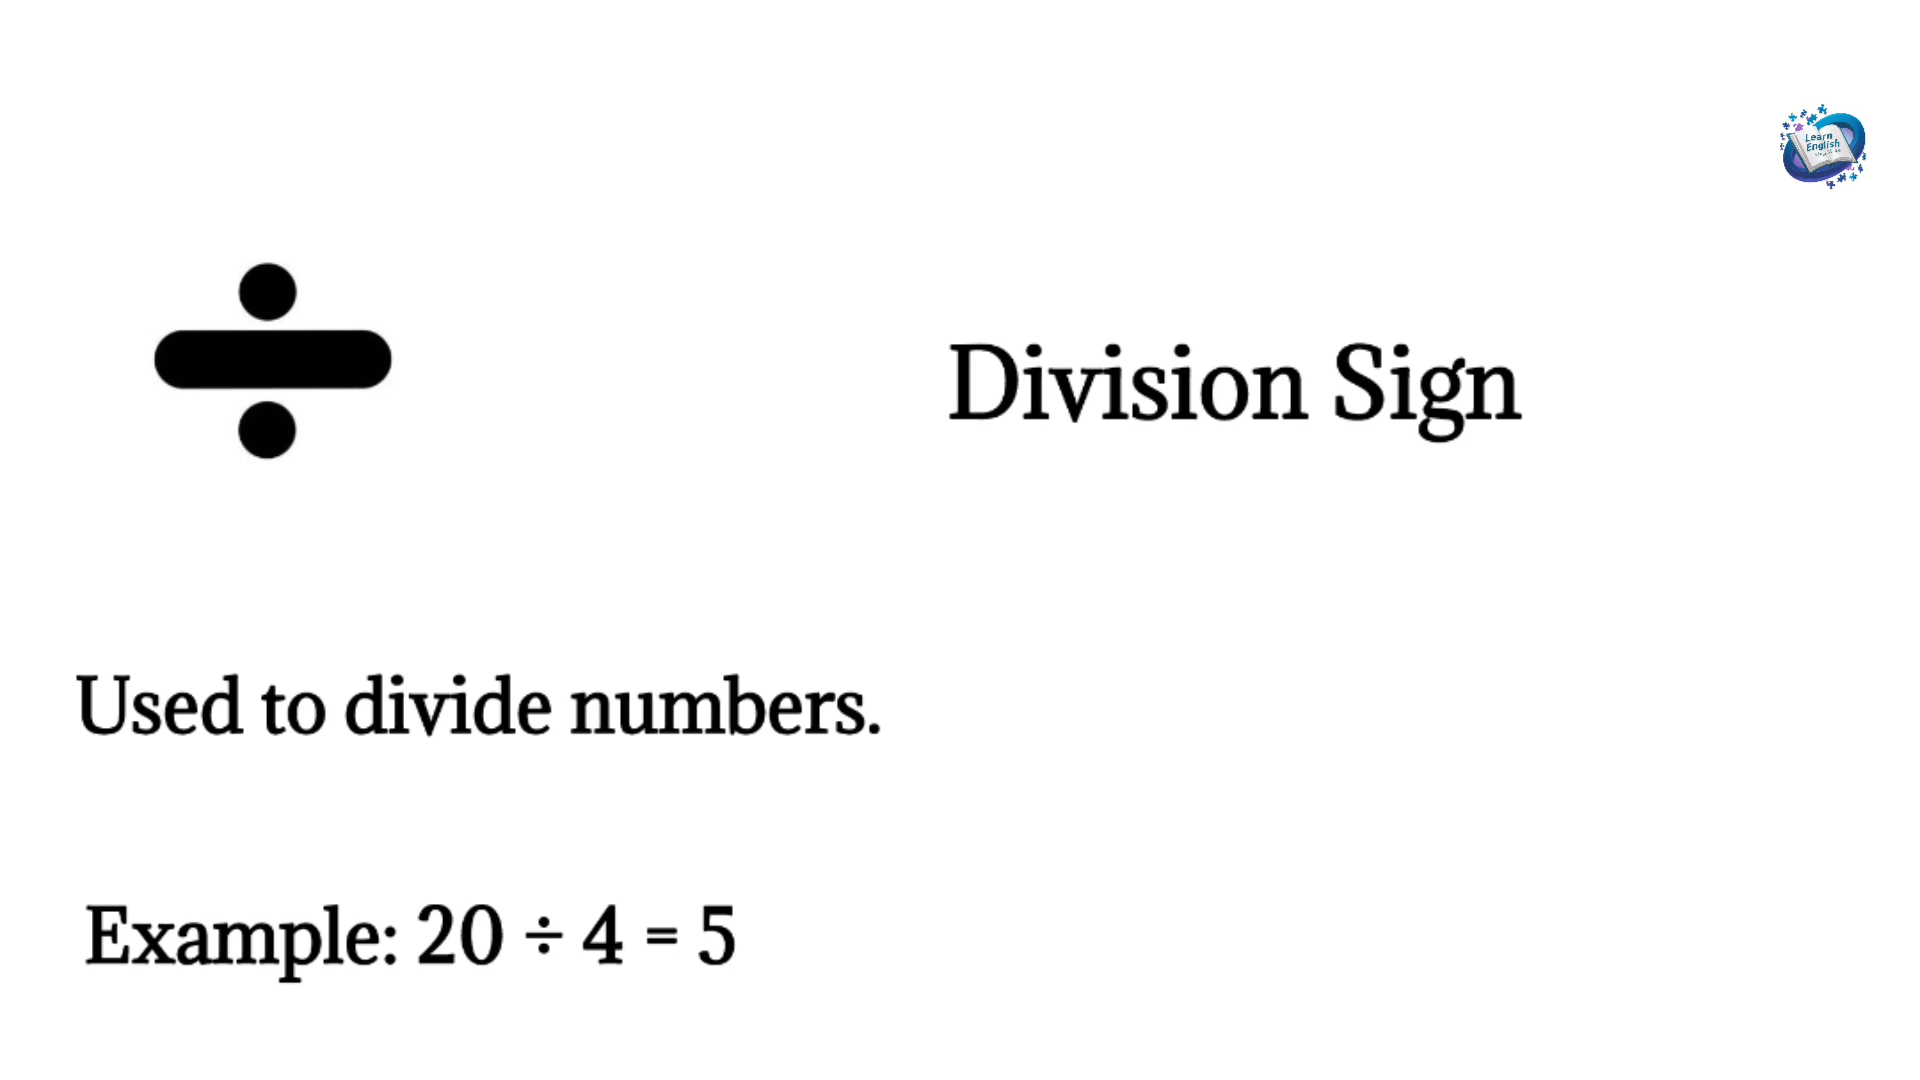 Learn
English
÷
Division Sign
Used to divide numbers.
Example: 20 ÷ 4 = 5